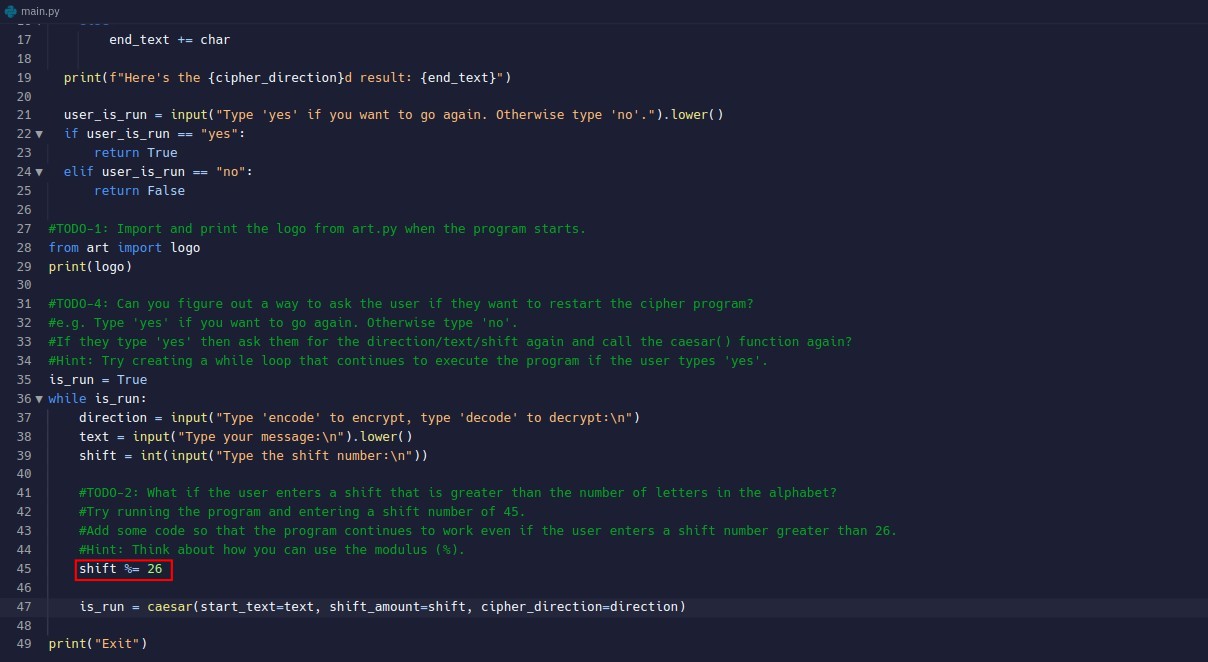 main.py
17 end_text += char
18
19 print(f"Here's the {cipher_direction}d result: {end_text}")
20
21 user_is_run = input("Type 'yes' if you want to go again. Otherwise type 'no'.").lower()
22 if user_is_run == "yes":
23 return True
24 elif user_is_run == "no":
25 return False
26
27 #TODO-1: Import and print the logo from art.py when the program starts.
28 from art import logo
29 print(logo)
30
31 #TODO-4: Can you figure out a way to ask the user if they want to restart the cipher program?
32 #e.g. Type 'yes' if you want to go again. Otherwise type 'no'.
33 #If they type 'yes' then ask them for the direction/text/shift again and call the caesar() function again?
34 #Hint: Try creating a while loop that continues to execute the program if the user types 'yes'.
35 is_run = True
36 while is_run:
37 direction = input("Type 'encode' to encrypt, type 'decode' to decrypt:\n")
38 text = input("Type your message:\n").lower()
39 shift = int(input("Type the shift number:\n"))
40
41 #TODO-2: What if the user enters a shift that is greater than the number of letters in the alphabet?
42 #Try running the program and entering a shift number of 45.
43 #Add some code so that the program continues to work even if the user enters a shift number greater than 26.
44 #Hint: Think about how you can use the modulus (%).
45 shift %= 26
46
47 is_run = caesar(start_text=text, shift_amount=shift, cipher_direction=direction)
48
49 print("Exit")